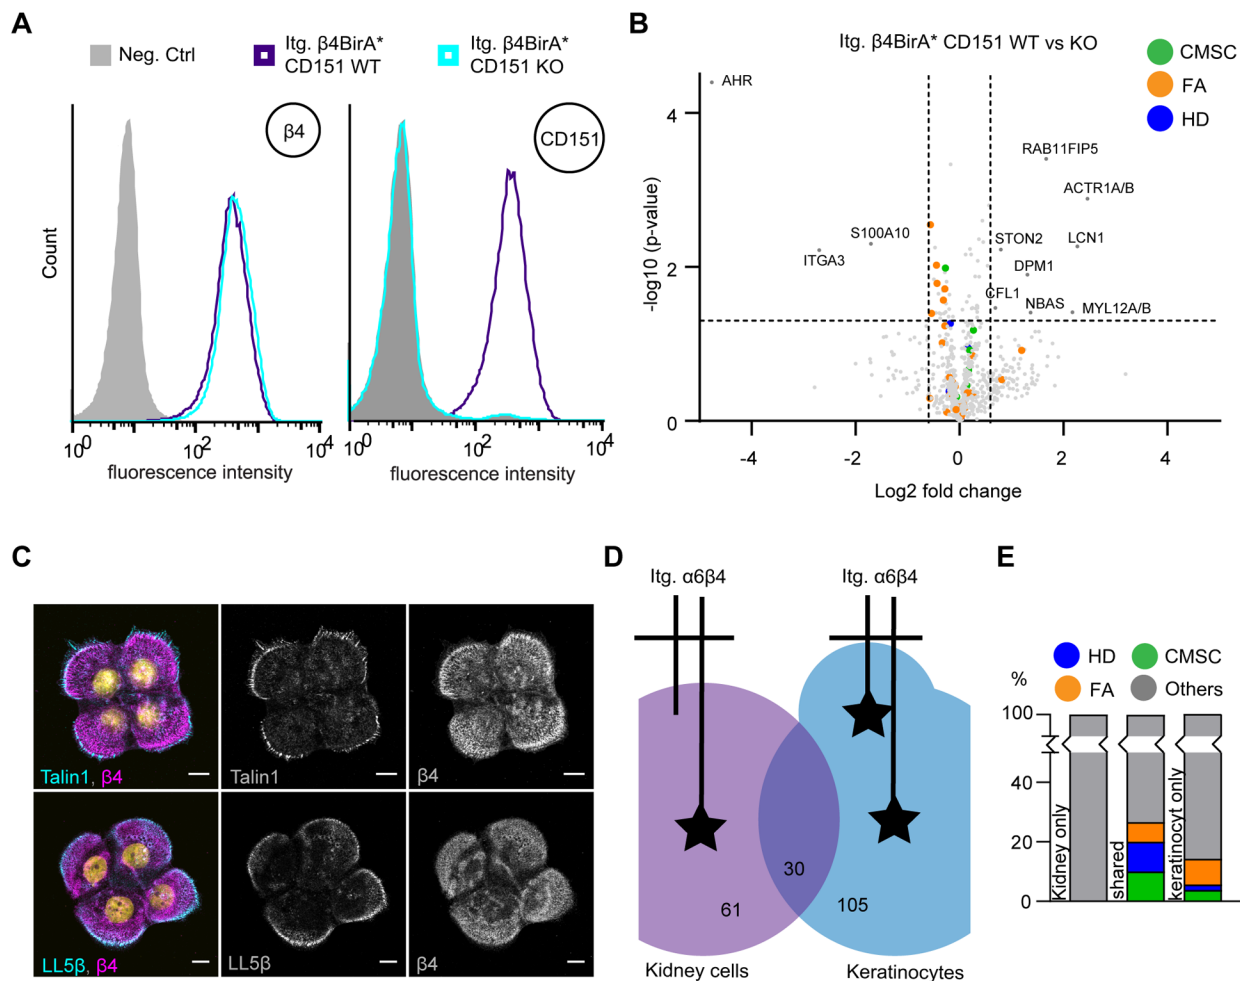 A
Neg. Ctrl
Itg. β4BirA*
CD151 WT
Itg. β4BirA*
CD151 KO
β4
CD151
Count
10^0
10^2
10^4
10^0
10^2
10^4
fluorescence intensity
fluorescence intensity
B
Itg. β4BirA* CD151 WT vs KO
CMSC
FA
HD
AHR
RAB11FIP5
ACTR1A/B
S100A10
ITGA3
STON2
LCN1
DPM1
CFL1
NBAS
MYL12A/B
-log10 (p-value)
4
2
0
-4
-2
0
2
4
Log2 fold change
C
Talin1, β4
Talin1
β4
LL5β, β4
LL5β
β4
D
Itg. α6β4
Itg. α6β4
30
61
105
Kidney cells
Keratinocytes
E
HD
CMSC
FA
Others
%
100
40
20
0
Kidney only
shared
keratinocyt only